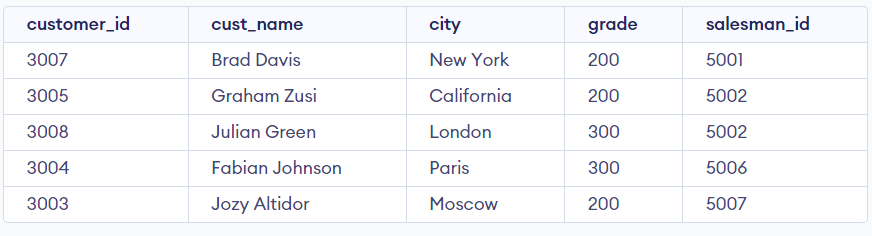 customer_id cust_name city grade salesman_id
3007 Brad Davis New York 200 5001
3005 Graham Zusi California 200 5002
3008 Julian Green London 300 5002
3004 Fabian Johnson Paris 300 5006
3003 Jozy Altidor Moscow 200 5007